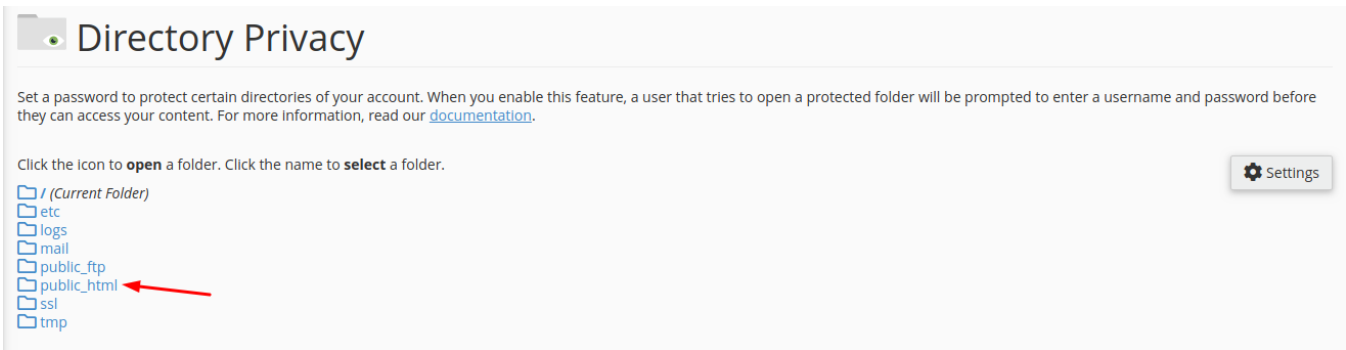 Directory Privacy
Set a password to protect certain directories of your account. When you enable this feature, a user that tries to open a protected folder will be prompted to enter a username and password before
they can access your content. For more information, read our documentation.
Click the icon to open a folder. Click the name to select a folder.
Settings
/ (Current Folder)
etc
logs
mail
public_ftp
public_html
ssl
tmp